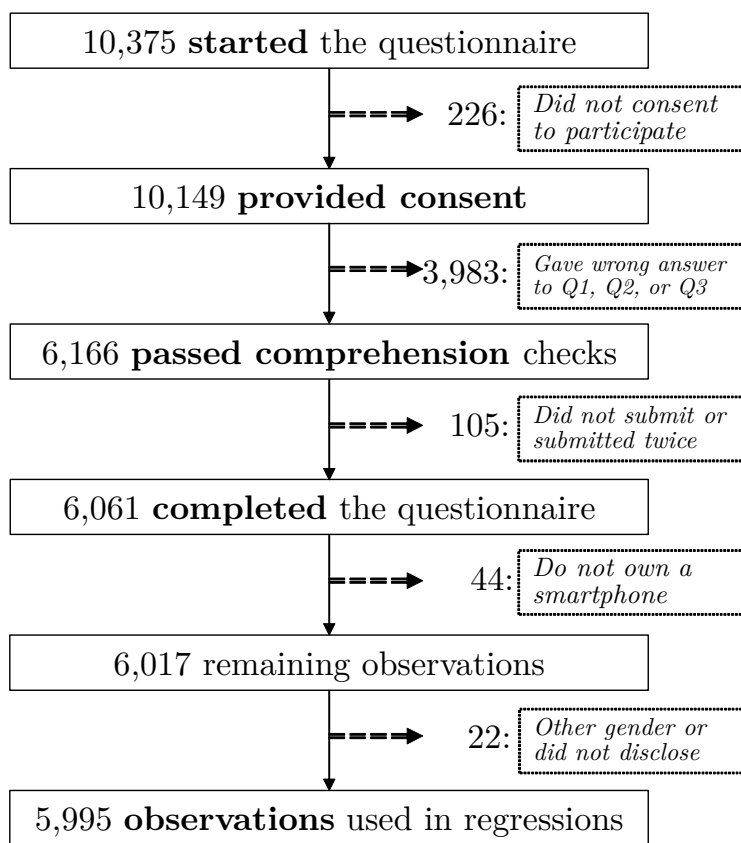 10,375 started the questionnaire
226:
Did not consent
to participate
10,149 provided consent
3,983:
Gave wrong answer
to Q1, Q2, or Q3
6,166 passed comprehension checks
105:
Did not submit or
submitted twice
6,061 completed the questionnaire
44:
Do not own a
smartphone
6,017 remaining observations
22:
Other gender or
did not disclose
5,995 observations used in regressions